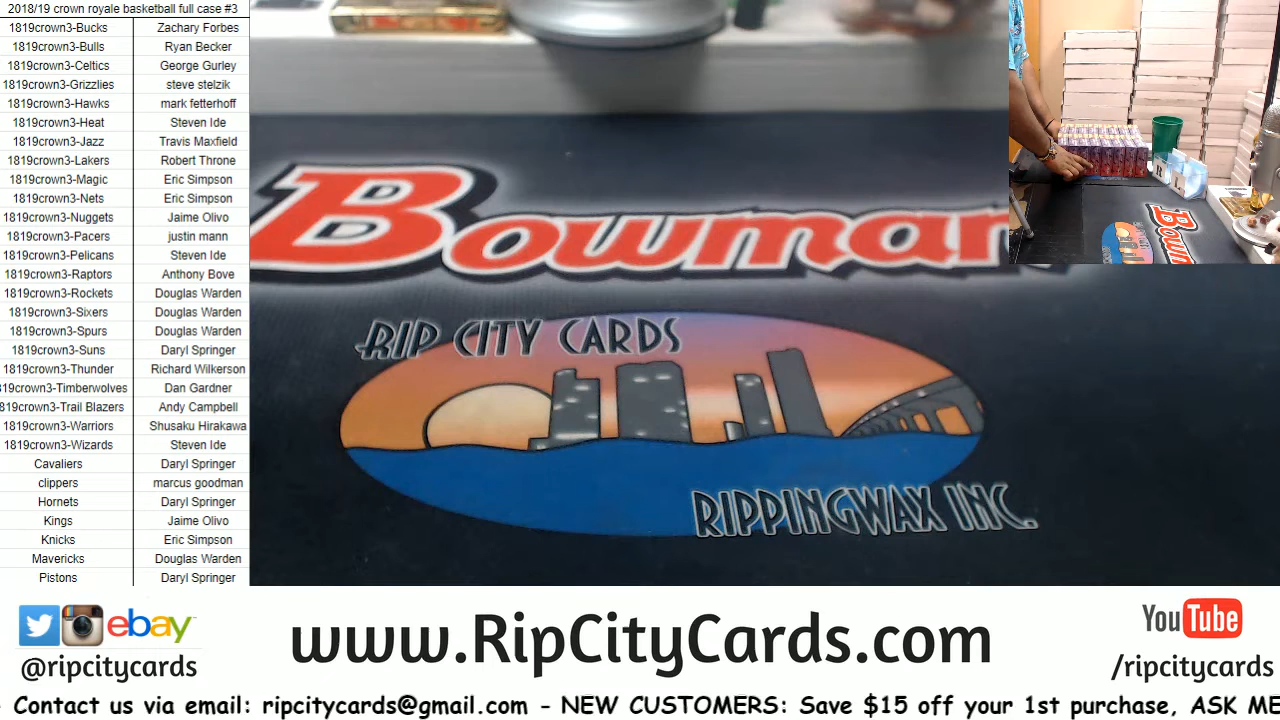 2018/19 crown royale basketball full case #3
1819crown3-Bucks Zachary Forbes
1819crown3-Bulls Ryan Becker
1819crown3-Celtics George Gurley
1819crown3-Grizzlies steve stelzik
1819crown3-Hawks mark fetterhoff
1819crown3-Heat Steven Ide
1819crown3-Jazz Travis Maxfield
1819crown3-Lakers Robert Throne
1819crown3-Magic Eric Simpson
1819crown3-Nets Eric Simpson
1819crown3-Nuggets Jaime Olivo
1819crown3-Pacers justin mann
1819crown3-Pelicans Steven Ide
1819crown3-Raptors Anthony Bove
1819crown3-Rockets Douglas Warden
1819crown3-Sixers Douglas Warden
1819crown3-Spurs Douglas Warden
1819crown3-Suns Daryl Springer
1819crown3-Thunder Richard Wilkerson
819crown3-Timberwolves Dan Gardner
819crown3-Trail Blazers Andy Campbell
1819crown3-Warriors Shusaku Hirakawa
1819crown3-Wizards Steven Ide
Cavaliers Daryl Springer
clippers marcus goodman
Hornets Daryl Springer
Kings Jaime Olivo
Knicks Eric Simpson
Mavericks Douglas Warden
Pistons Daryl Springer
Bowman
RIP CITY CARDS
RIPPINGWAX INC.
Bown
ebay
@ripcitycards
www.RipCityCards.com
YouTube
/ripcitycards
- Contact us via email: ripcitycards@gmail.com - NEW CUSTOMERS: Save $15 off your 1st purchase, ASK ME